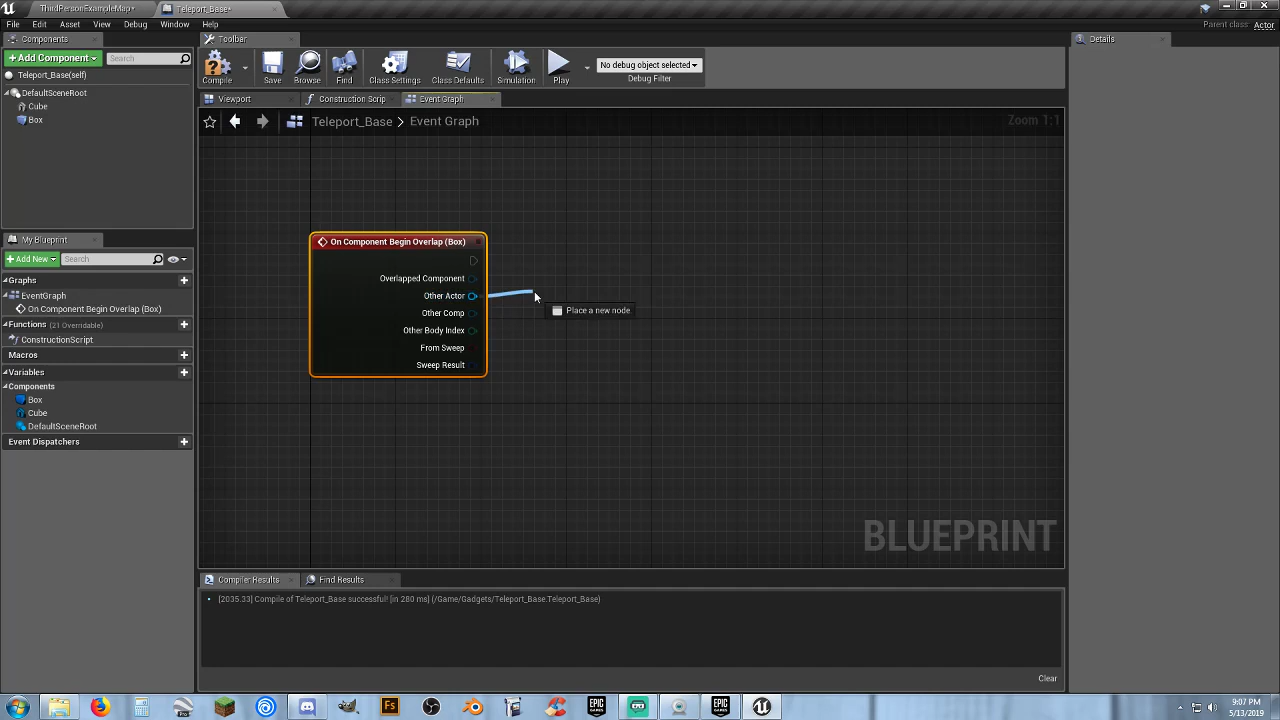 ThirdPersonExampleMap*
Teleport_Base*
File Edit Asset View Debug Window Help
Parent class: Actor
Components
Toolbar
Details
+ Add Component
Search
Compile
Save
Browse
Find
Class Settings
Class Defaults
Simulation
Play
No debug object selected
Debug Filter
Teleport_Base(self)
DefaultSceneRoot
Cube
Box
Viewport
Construction Scrip
Event Graph
Teleport_Base > Event Graph
Zoom 1:1
On Component Begin Overlap (Box)
Overlapped Component
Other Actor
Other Comp
Other Body Index
From Sweep
Sweep Result
Place a new node.
My Blueprint
+ Add New
Search
Graphs
EventGraph
On Component Begin Overlap (Box)
Functions (21 Overridable)
ConstructionScript
Macros
Variables
Components
Box
Cube
DefaultSceneRoot
Event Dispatchers
BLUEPRINT
Compiler Results
Find Results
[2035.33] Compile of Teleport_Base successful! [in 280 ms] (/Game/Gadgets/Teleport_Base.Teleport_Base)
Clear
Fs
EPIC GAMES
EPIC GAMES
9:07 PM
5/13/2019